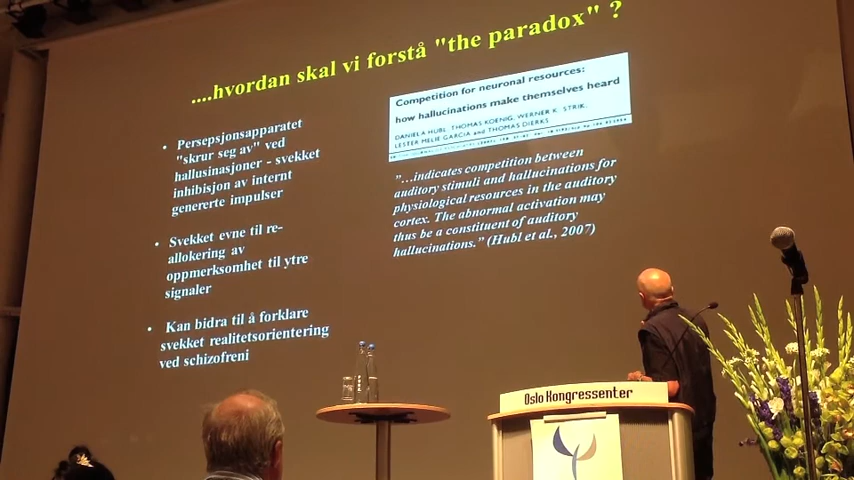 ....hvordan skal vi forstå "the paradox" ?
• Persepsjonsapparatet
"skrur seg av" ved
hallusinasjoner - svekket
inhibisjon av internt
genererte impulser
• Svekket evne til re-
allokering av
oppmerksomhet til ytre
signaler
• Kan bidra til å forklare
svekket realitetsorientering
ved schizofreni
Competition for neuronal resources:
how hallucinations make themselves heard
DANIELA HUBL, THOMAS KOENIG, WERNER K. STRIK,
LESTER MELIE GARCIA and THOMAS DIERKS
"…indicates competition between
auditory stimuli and hallucinations for
physiological resources in the auditory
cortex. The abnormal activation may
thus be a constituent of auditory
hallucinations." (Hubl et al., 2007)
Oslo Kongressenter